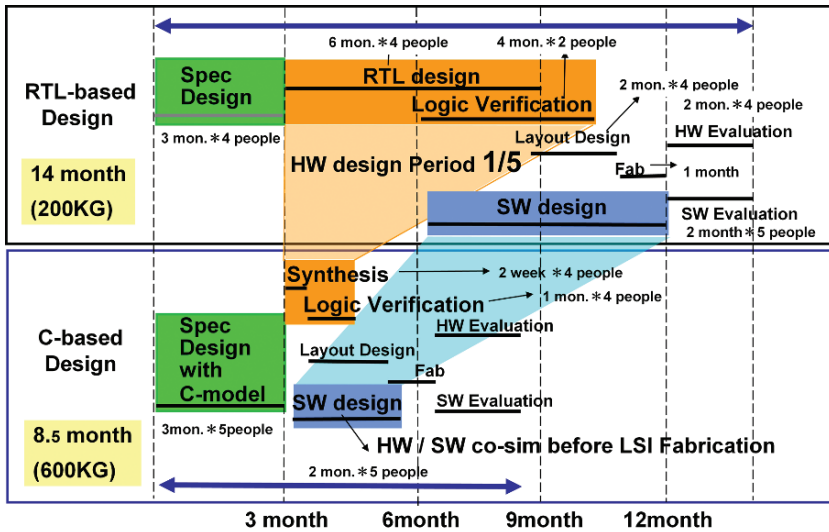 6 mon.*4 people
4 mon.*2 people
Spec
Design
RTL design
2 mon.*4 people
RTL-based
Design
Logic Verification
2 mon.*4 people
3 mon.*4 people
Layout Design
HW Evaluation
HW design Period 1/5
Fab
1 month
14 month
(200KG)
SW design
SW Evaluation
2 month*5 people
Synthesis
2 week *4 people
Logic Verification
1 mon.*4 people
C-based
Design
Spec
Design
with
C-model
HW Evaluation
Layout Design
Fab
SW design
SW Evaluation
8.5 month
(600KG)
3mon.*5people
HW / SW co-sim before LSI Fabrication
2 mon.*5 people
3 month
6month
9month
12month